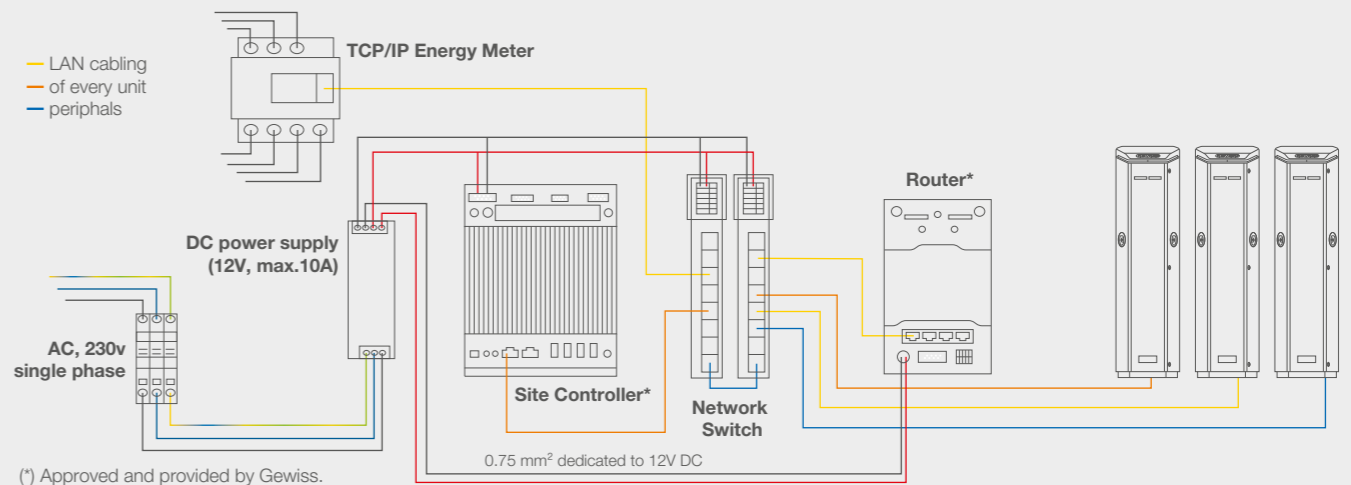 TCP/IP Energy Meter
LAN cabling
of every unit
periphals
DC power supply
(12V, max.10A)
Router*
AC, 230v
single phase
Site Controller*
Network
Switch
0.75 mm² dedicated to 12V DC
(*) Approved and provided by Gewiss.